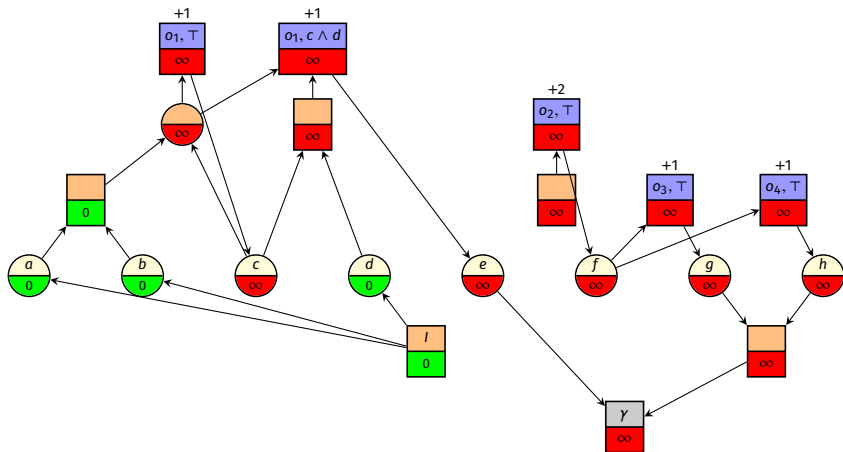 +1 +1
o₁, ⊤ o₁, c ∧ d
∞ ∞
+2
o₂, ⊤
∞ ∞ ∞
+1 +1
o₃, ⊤ o₄, ⊤
0 ∞ ∞ ∞
a b c d e f g h
0 0 ∞ 0 ∞ ∞ ∞ ∞
I
0 ∞
γ
∞